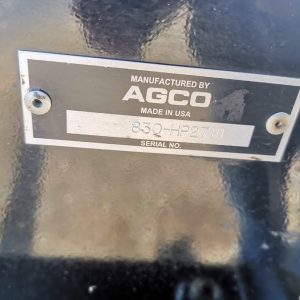 MANUFACTURED BY
AGCO
MADE IN USA
SERIAL NO.